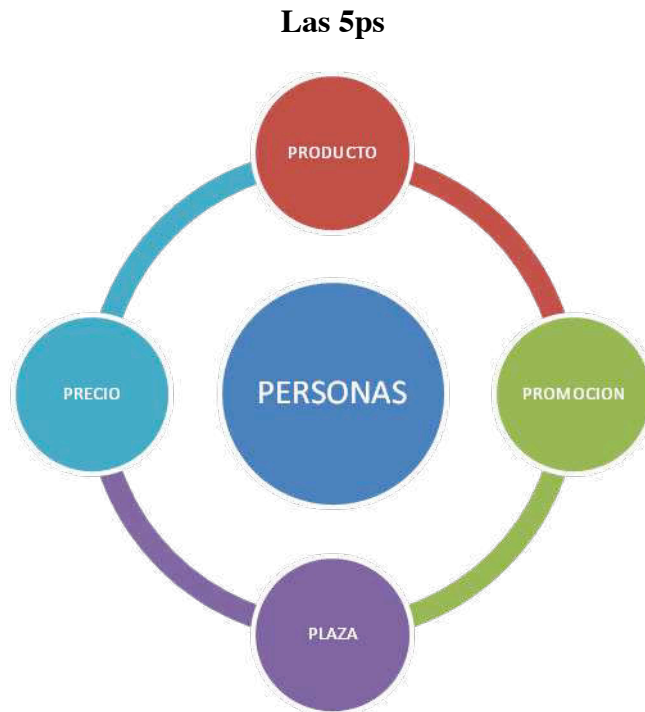 Las 5ps
PRODUCTO
PRECIO
PERSONAS
PROMOCION
PLAZA